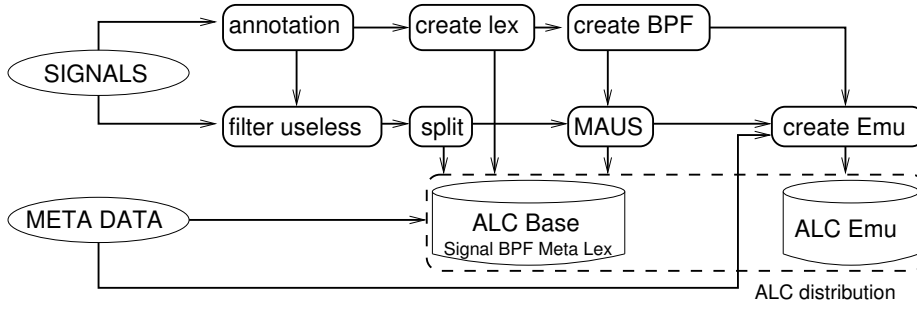 annotation
create lex
create BPF
SIGNALS
filter useless
split
MAUS
create Emu
META DATA
ALC Base
Signal BPF Meta Lex
ALC Emu
ALC distribution